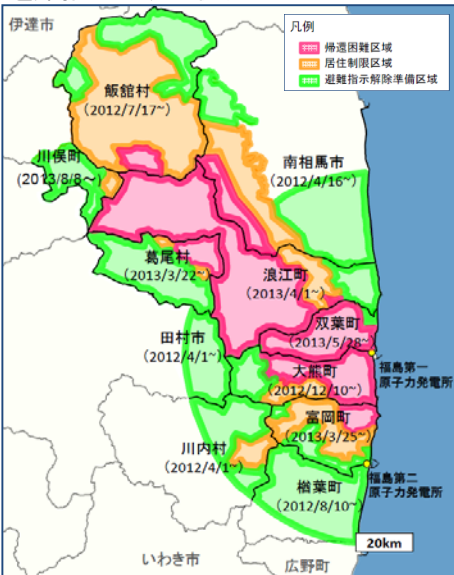 伊達市
凡例
帰還困難区域
居住制限区域
避難指示解除準備区域
飯舘村
(2012/7/17~)
川俣町
(2013/8/8~)
南相馬市
(2012/4/16~)
葛尾村
(2013/3/22~)
浪江町
(2013/4/1~)
田村市
(2012/4/1~)
双葉町
(2013/5/28~)
福島第一
原子力発電所
大熊町
(2012/12/10~)
富岡町
(2013/3/25~)
川内村
(2012/4/1~)
福島第二
原子力発電所
楢葉町
(2012/8/10~)
20km
いわき市
広野町